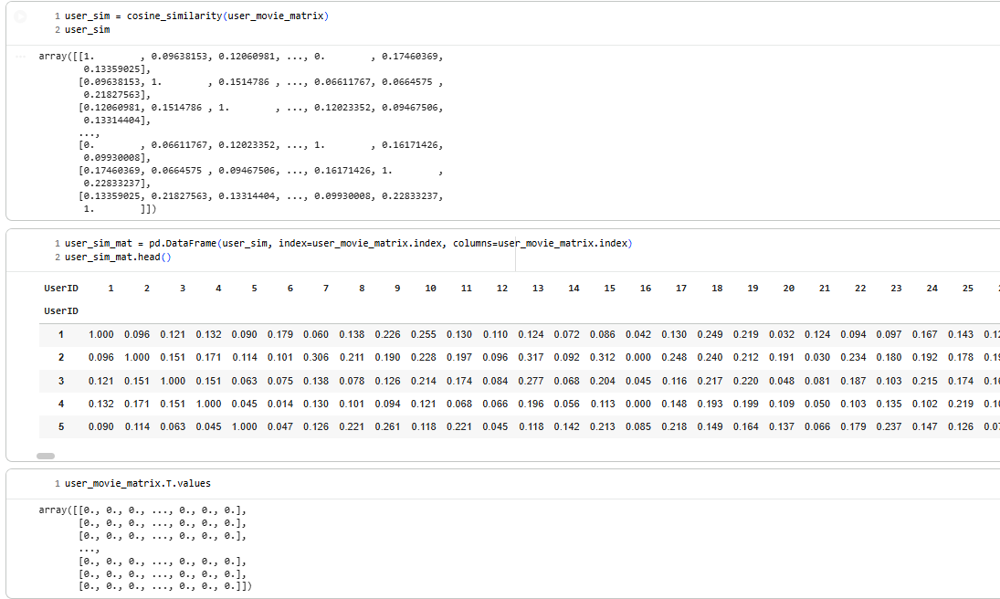 1 user_sim = cosine_similarity(user_movie_matrix)
2 user_sim
array([[1.        , 0.09638153, 0.12060981, ..., 0.        , 0.17460369,
        0.13359025],
       [0.09638153, 1.        , 0.1514786 , ..., 0.06611767, 0.0664575 ,
        0.21827563],
       [0.12060981, 0.1514786 , 1.        , ..., 0.12023352, 0.09467506,
        0.13314404],
       ...,
       [0.        , 0.06611767, 0.12023352, ..., 1.        , 0.16171426,
        0.09930008],
       [0.17460369, 0.0664575 , 0.09467506, ..., 0.16171426, 1.        ,
        0.22833237],
       [0.13359025, 0.21827563, 0.13314404, ..., 0.09930008, 0.22833237,
        1.        ]])
1 user_sim_mat = pd.DataFrame(user_sim, index=user_movie_matrix.index, columns=user_movie_matrix.index)
2 user_sim_mat.head()
UserID 1 2 3 4 5 6 7 8 9 10 11 12 13 14 15 16 17 18 19 20 21 22 23 24 25
UserID
1 1.000 0.096 0.121 0.132 0.090 0.179 0.060 0.138 0.226 0.255 0.130 0.110 0.124 0.072 0.086 0.042 0.130 0.249 0.219 0.032 0.124 0.094 0.097 0.167 0.143
2 0.096 1.000 0.151 0.171 0.114 0.101 0.306 0.211 0.190 0.228 0.197 0.096 0.317 0.092 0.312 0.000 0.248 0.240 0.212 0.191 0.030 0.234 0.180 0.192 0.178
3 0.121 0.151 1.000 0.151 0.063 0.075 0.138 0.078 0.126 0.214 0.174 0.084 0.277 0.068 0.204 0.045 0.116 0.217 0.220 0.048 0.081 0.187 0.103 0.215 0.174
4 0.132 0.171 0.151 1.000 0.045 0.014 0.130 0.101 0.094 0.121 0.068 0.066 0.196 0.056 0.113 0.000 0.148 0.193 0.199 0.109 0.050 0.103 0.135 0.102 0.219
5 0.090 0.114 0.063 0.045 1.000 0.047 0.126 0.221 0.261 0.118 0.221 0.045 0.118 0.142 0.213 0.085 0.218 0.149 0.164 0.137 0.066 0.179 0.237 0.147 0.126
1 user_movie_matrix.T.values
array([[0., 0., 0., ..., 0., 0., 0.],
       [0., 0., 0., ..., 0., 0., 0.],
       [0., 0., 0., ..., 0., 0., 0.],
       ...,
       [0., 0., 0., ..., 0., 0., 0.],
       [0., 0., 0., ..., 0., 0., 0.],
       [0., 0., 0., ..., 0., 0., 0.]])